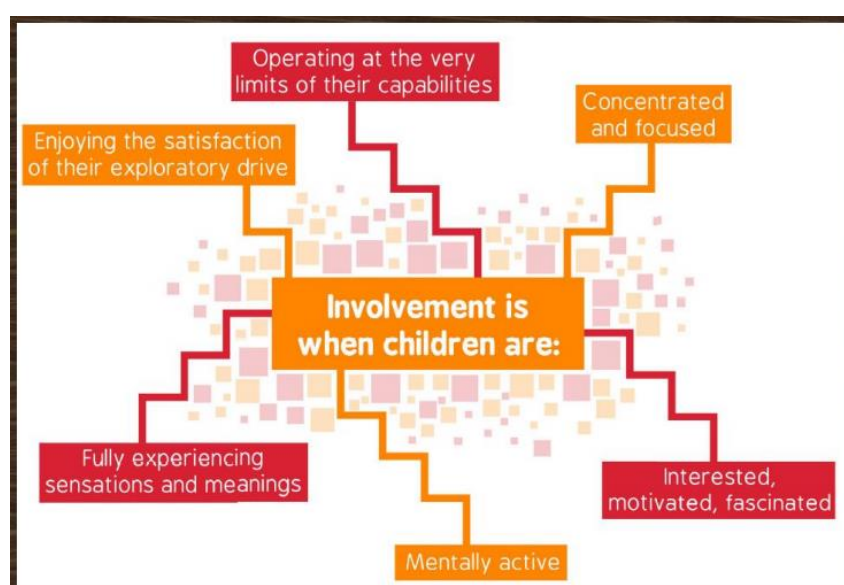 Operating at the very
limits of their capabilities
Concentrated
and focused
Enjoying the satisfaction
of their exploratory drive
Involvement is
when children are:
Fully experiencing
sensations and meanings
Interested,
motivated, fascinated
Mentally active